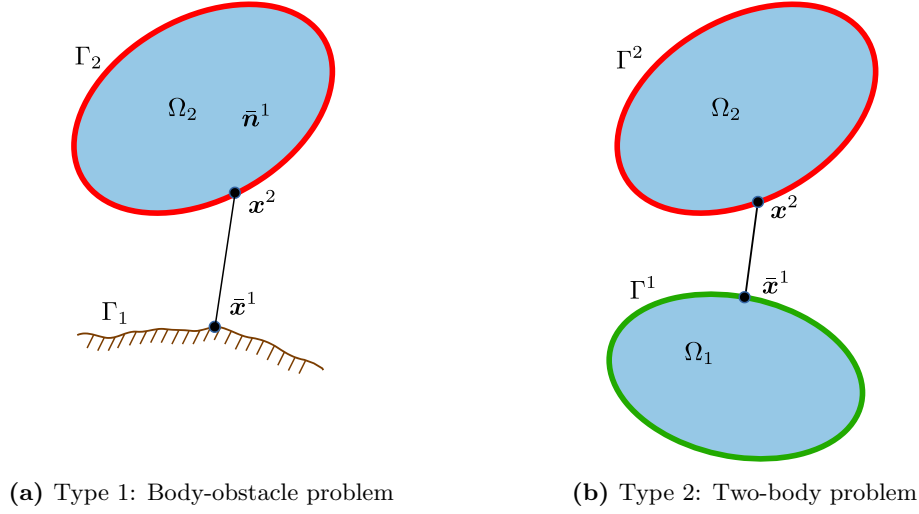 Γ₂
Ω₂
n̄¹
x²
x̄¹
Γ₁
(a) Type 1: Body-obstacle problem
Γ²
Ω₂
x²
x̄¹
Γ¹
Ω₁
(b) Type 2: Two-body problem